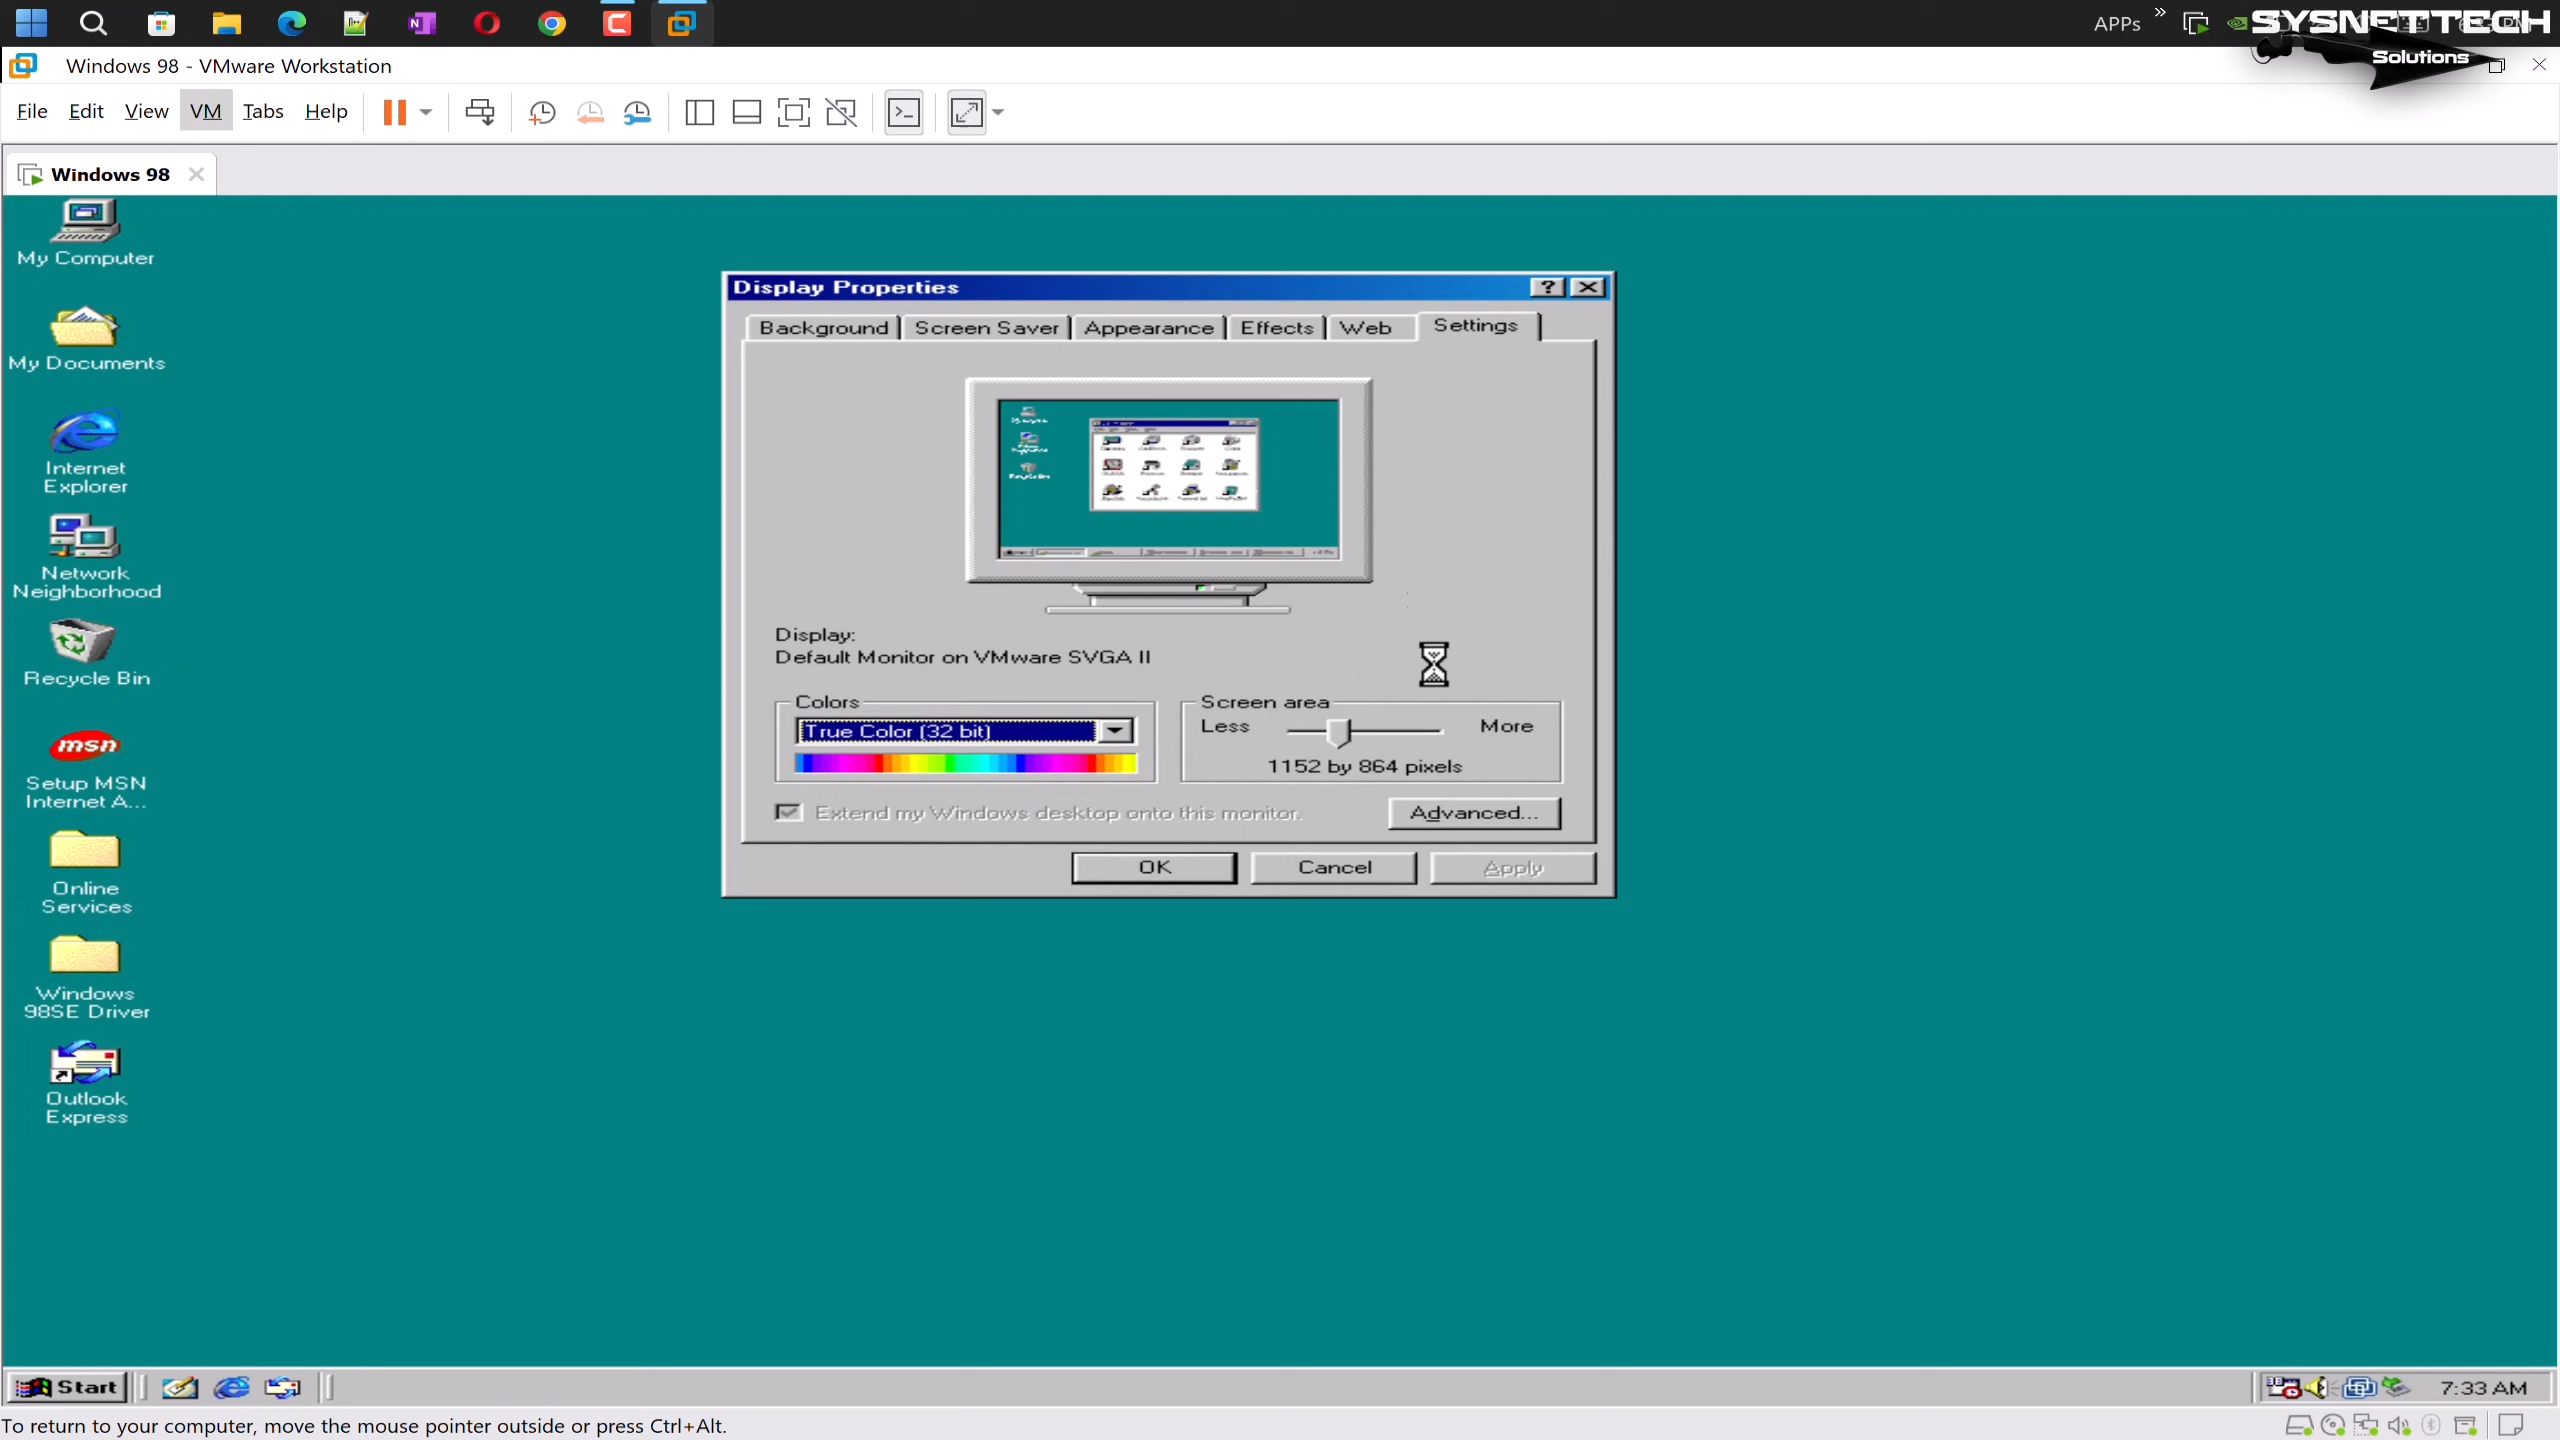 APPs
SYSNETTECH
Solutions
Windows 98 - VMware Workstation
File Edit View VM Tabs Help
Windows 98
My Computer
My Documents
Internet
Explorer
Network
Neighborhood
Recycle Bin
msn
Setup MSN
Internet A...
Online
Services
Windows
98SE Driver
Outlook
Express
Display Properties
Background Screen Saver Appearance Effects Web Settings
Display:
Default Monitor on VMware SVGA II
Colors
True Color (32 bit)
Screen area
Less More
1152 by 864 pixels
Extend my Windows desktop onto this monitor.
Advanced...
OK Cancel Apply
Start
7:33 AM
To return to your computer, move the mouse pointer outside or press Ctrl+Alt.